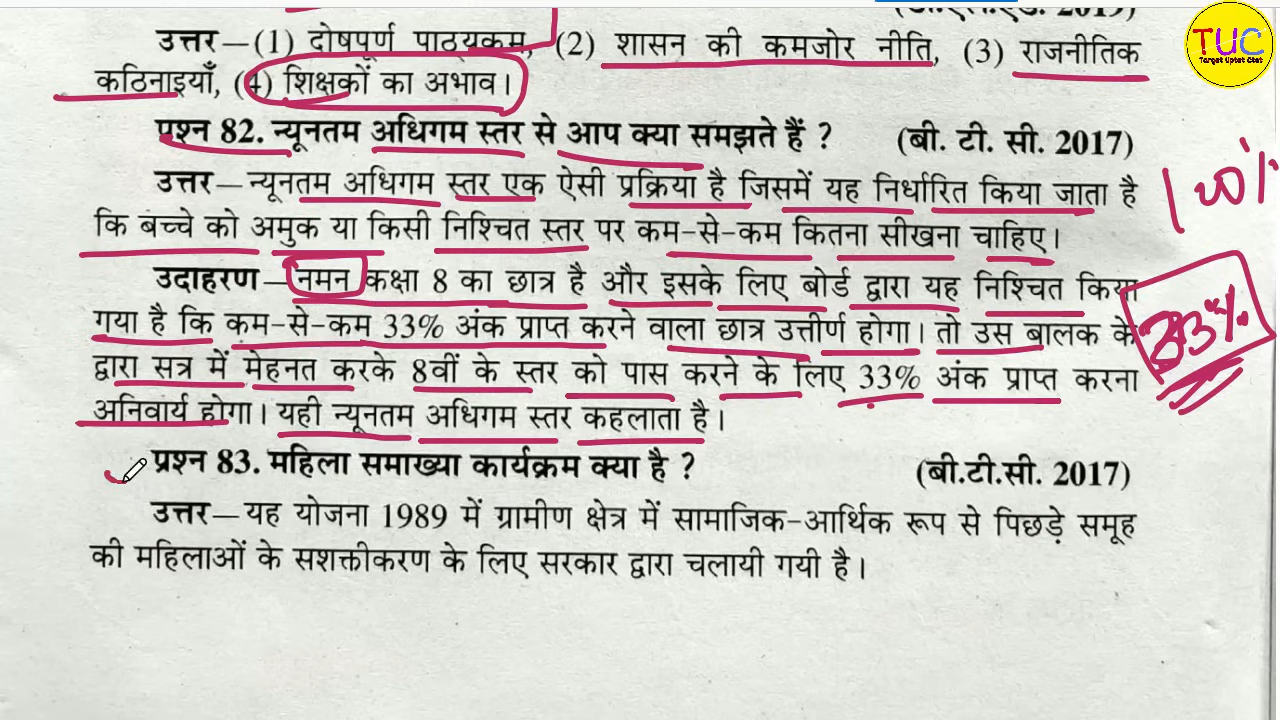 उत्तर—(1) दोषपूर्ण पाठ्यक्रम, (2) शासन की कमजोर नीति, (3) राजनीतिक
कठिनाइयाँ, (4) शिक्षकों का अभाव।
प्रश्न 82. न्यूनतम अधिगम स्तर से आप क्या समझते हैं ? (बी. टी. सी. 2017)
उत्तर—न्यूनतम अधिगम स्तर एक ऐसी प्रक्रिया है जिसमें यह निर्धारित किया जाता है
कि बच्चे को अमुक या किसी निश्चित स्तर पर कम-से-कम कितना सीखना चाहिए।
उदाहरण—नमन कक्षा 8 का छात्र है और इसके लिए बोर्ड द्वारा यह निश्चित किया
गया है कि कम-से-कम 33% अंक प्राप्त करने वाला छात्र उत्तीर्ण होगा। तो उस बालक के
द्वारा सत्र में मेहनत करके 8वीं के स्तर को पास करने के लिए 33% अंक प्राप्त करना
अनिवार्य होगा। यही न्यूनतम अधिगम स्तर कहलाता है।
प्रश्न 83. महिला समाख्या कार्यक्रम क्या है ? (बी.टी.सी. 2017)
उत्तर—यह योजना 1989 में ग्रामीण क्षेत्र में सामाजिक-आर्थिक रूप से पिछड़े समूह
की महिलाओं के सशक्तीकरण के लिए सरकार द्वारा चलायी गयी है।
TUC
Target Uptet Ctet
100%
33%